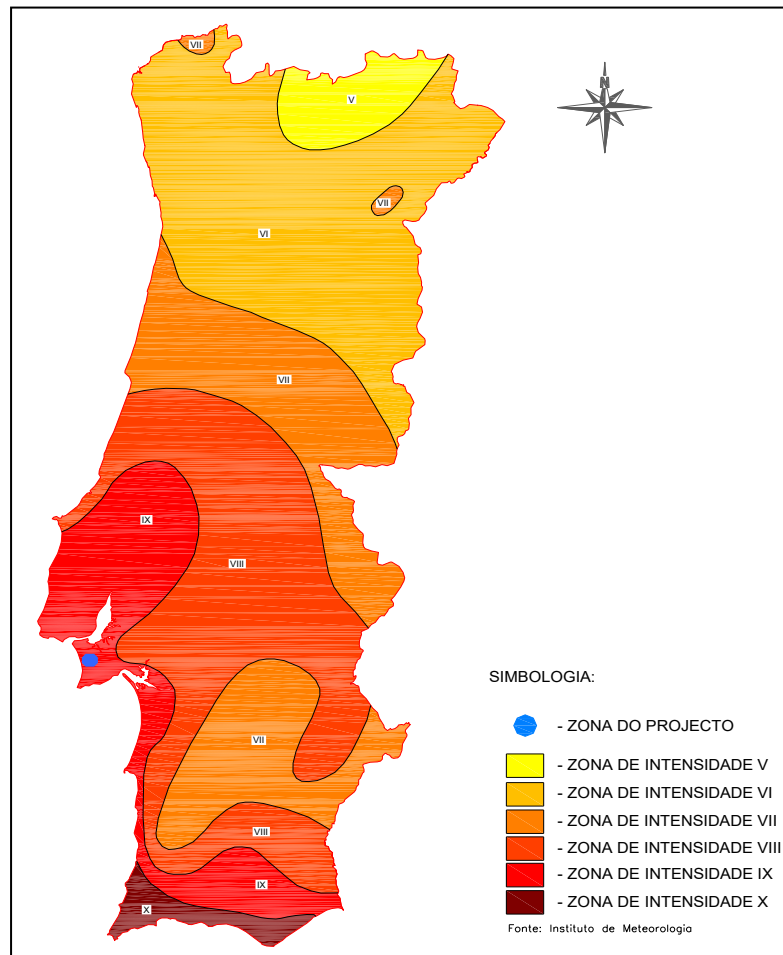 VII
N
V
VII
VI
VII
IX
VIII
VII
VIII
IX
X
SIMBOLOGIA:
- ZONA DO PROJECTO
- ZONA DE INTENSIDADE V
- ZONA DE INTENSIDADE VI
- ZONA DE INTENSIDADE VII
- ZONA DE INTENSIDADE VIII
- ZONA DE INTENSIDADE IX
- ZONA DE INTENSIDADE X
Fonte: Instituto de Meteorologia